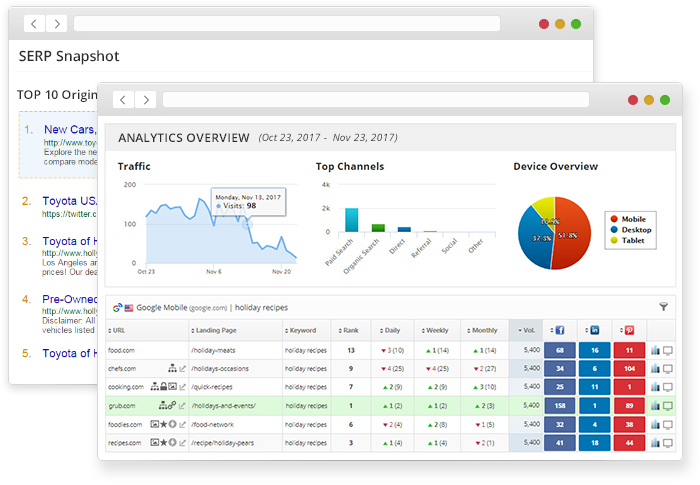 SERP Snapshot
TOP 10 Origin
1. New Cars,
http://www.toy
Explore the ne
compare mode
2. Toyota US
https://twitter.c
3. Toyota of H
http://www.holly
Los Angeles ar
prices! Our dea
4. Pre-Owned
http://www.holly
Disclaimer: All
vehicles listed
5. Toyota of H
ANALYTICS OVERVIEW (Oct 23, 2017 - Nov 23, 2017)
Traffic
200
100
0
Oct 23 Nov 6 Nov 20
Monday, Nov 13, 2017
Visits: 98
Top Channels
4k
2k
0
Paid Search Organic Search Direct Referral Social Other
Device Overview
37.3% 51.8%
Mobile
Desktop
Tablet
Google Mobile (google.com) | holiday recipes
URL Landing Page Keyword Rank Daily Weekly Monthly Vol.
food.com /holiday-meats holiday recipes 13 3 (10) 1 (14) 1 (14) 5,400 68 16 11
chefs.com /holidays-occasions holiday recipes 9 4 (25) 4 (25) 2 (27) 5,400 34 6 104
cooking.com /quick-recipes holiday recipes 7 2 (9) 2 (9) 3 (10) 5,400 25 11 1
grub.com /holidays-and-events/ holiday recipes 1 1 (2) 1 (2) 2 (3) 5,400 158 1 89
foodies.com /food-network holiday recipes 6 2 (4) 2 (8) 1 (5) 5,400 32 4 38
recipes.com /recipe/holiday-pears holiday recipes 3 1 (4) 1 (4) 2 (1) 5,400 41 18 44